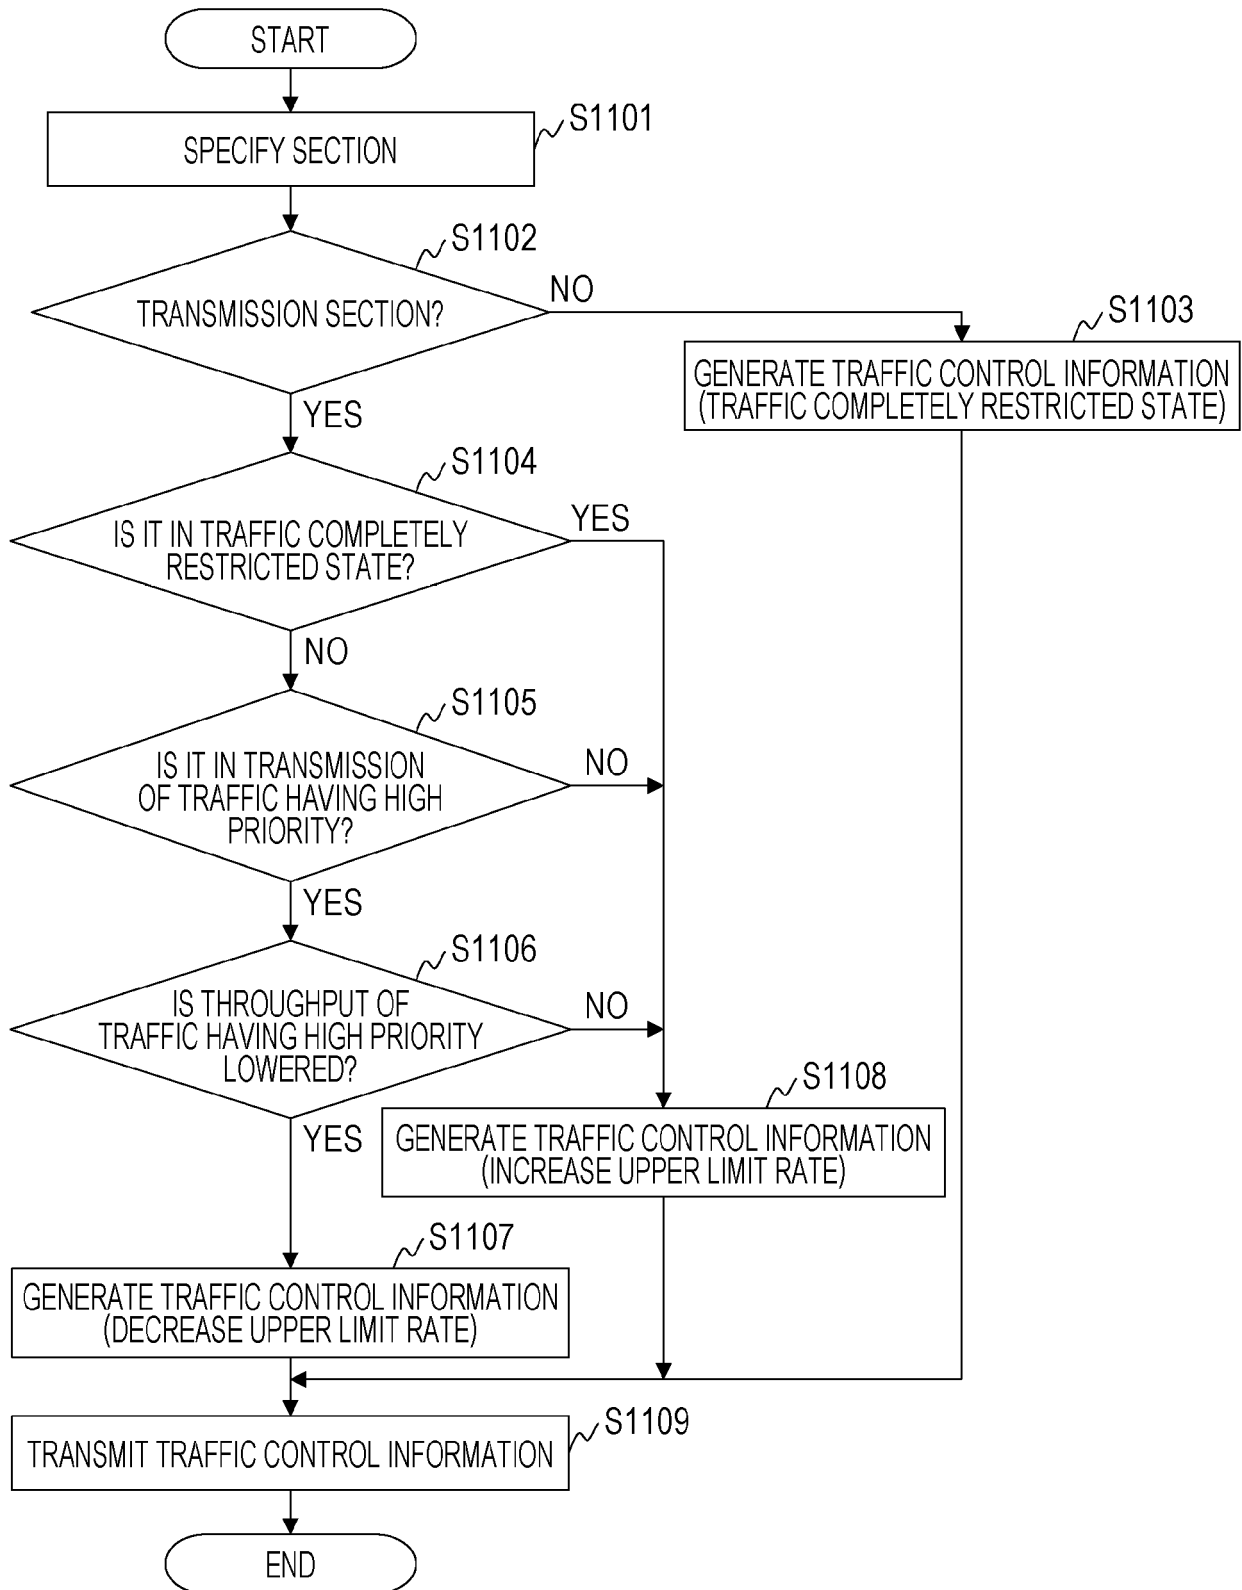 START
SPECIFY SECTION
S1101
TRANSMISSION SECTION?
S1102
NO
YES
GENERATE TRAFFIC CONTROL INFORMATION
(TRAFFIC COMPLETELY RESTRICTED STATE)
S1103
IS IT IN TRAFFIC COMPLETELY
RESTRICTED STATE?
S1104
YES
NO
IS IT IN TRANSMISSION
OF TRAFFIC HAVING HIGH
PRIORITY?
S1105
NO
YES
IS THROUGHPUT OF
TRAFFIC HAVING HIGH PRIORITY
LOWERED?
S1106
NO
YES
GENERATE TRAFFIC CONTROL INFORMATION
(INCREASE UPPER LIMIT RATE)
S1108
GENERATE TRAFFIC CONTROL INFORMATION
(DECREASE UPPER LIMIT RATE)
S1107
TRANSMIT TRAFFIC CONTROL INFORMATION
S1109
END